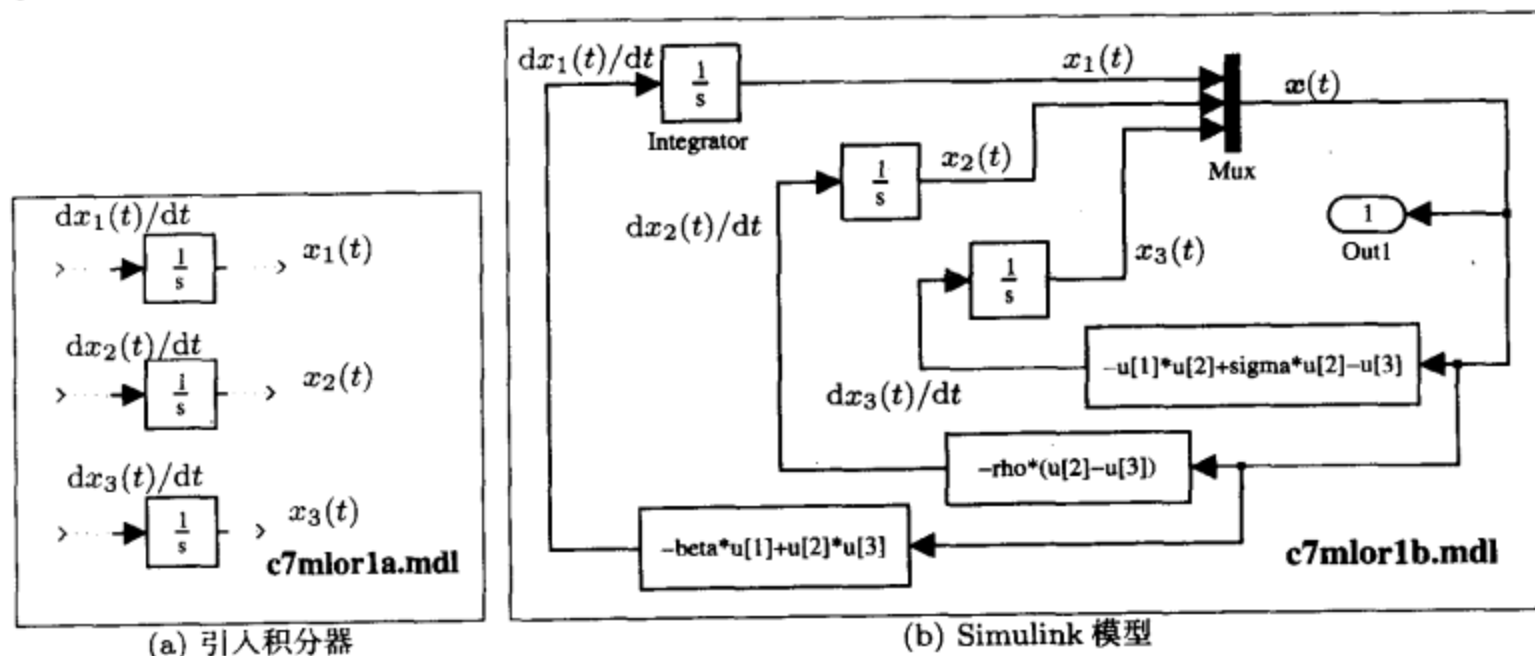 dx₁(t)/dt
1/s
x₁(t)
dx₂(t)/dt
i/s
x₂(t)
dx₃(t)/dt
1/s
x₃(t)
c7mlor1a.mdl
(a) 引入积分器
dx₁(t)/dt
1/s
Integrator
x₁(t)
x(t)
Mux
1/s
x₂(t)
dx₂(t)/dt
1
Out1
1/s
x₃(t)
dx₃(t)/dt
–u[1]*u[2]+sigma*u[2]–u[3]
–rho*(u[2]–u[3])
–beta*u[1]+u[2]*u[3]
c7mlor1b.mdl
(b) Simulink 模型